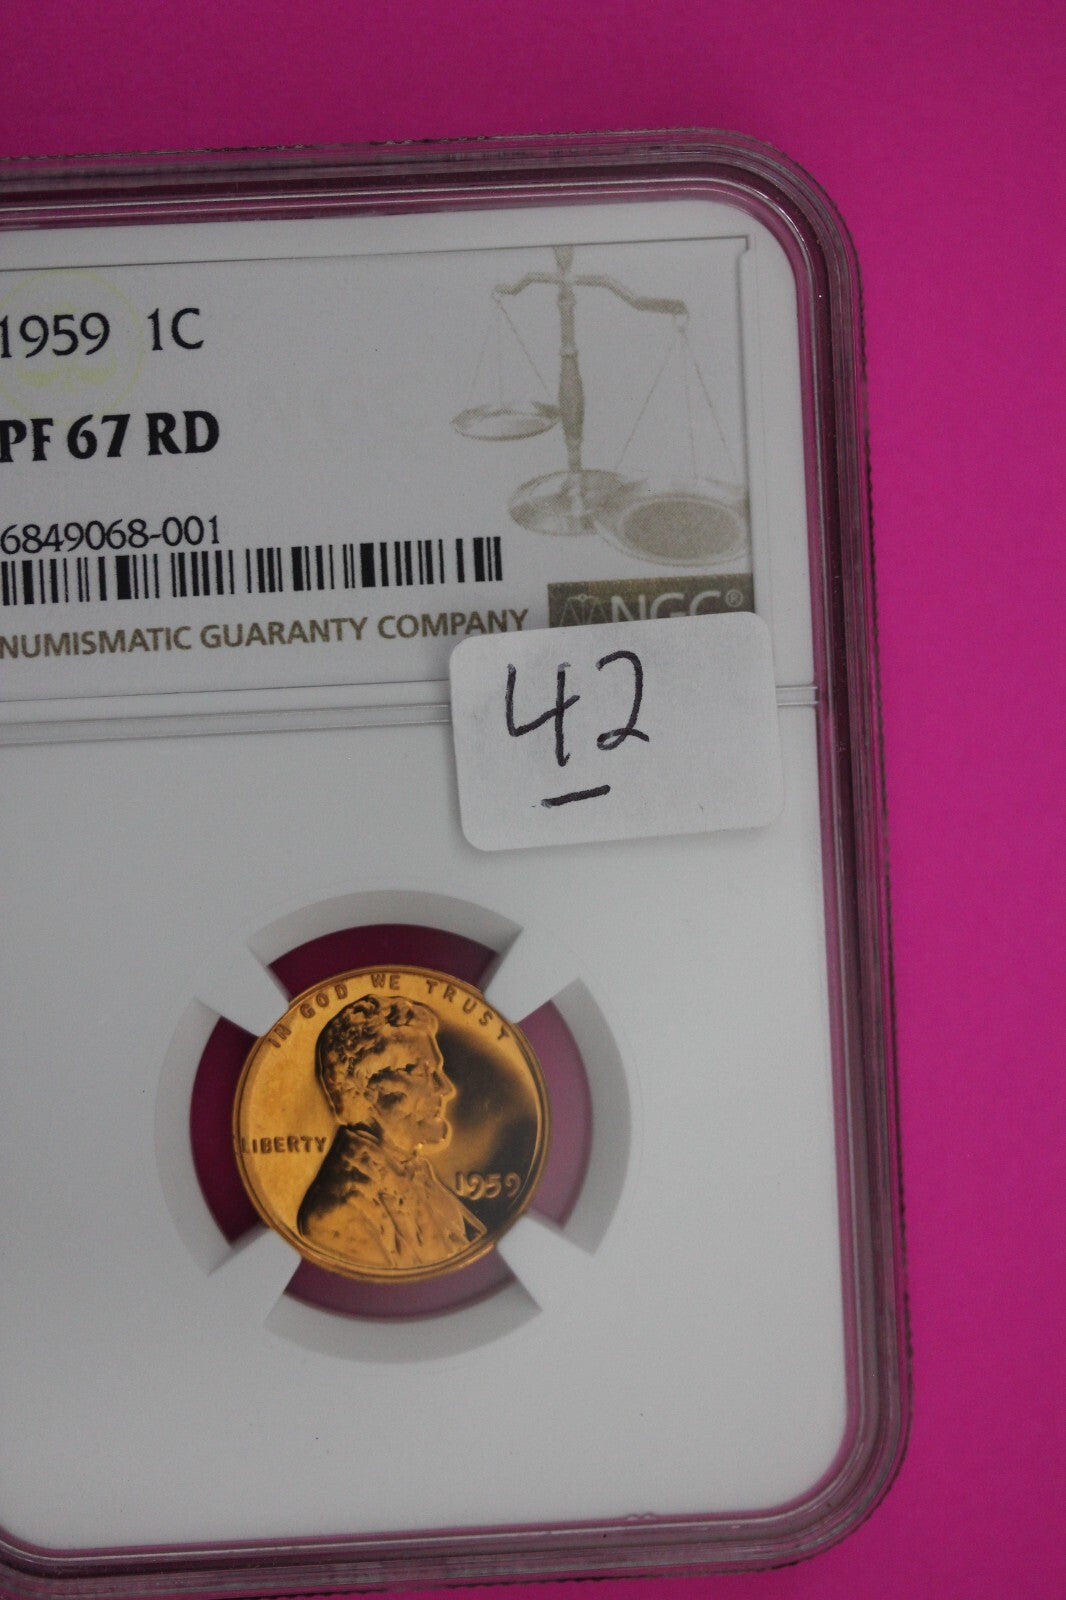 1959 1C
PF 67 RD
6849068-001
NUMISMATIC GUARANTY COMPANY
NGC®
42
IN GOD WE TRUST
LIBERTY
1959